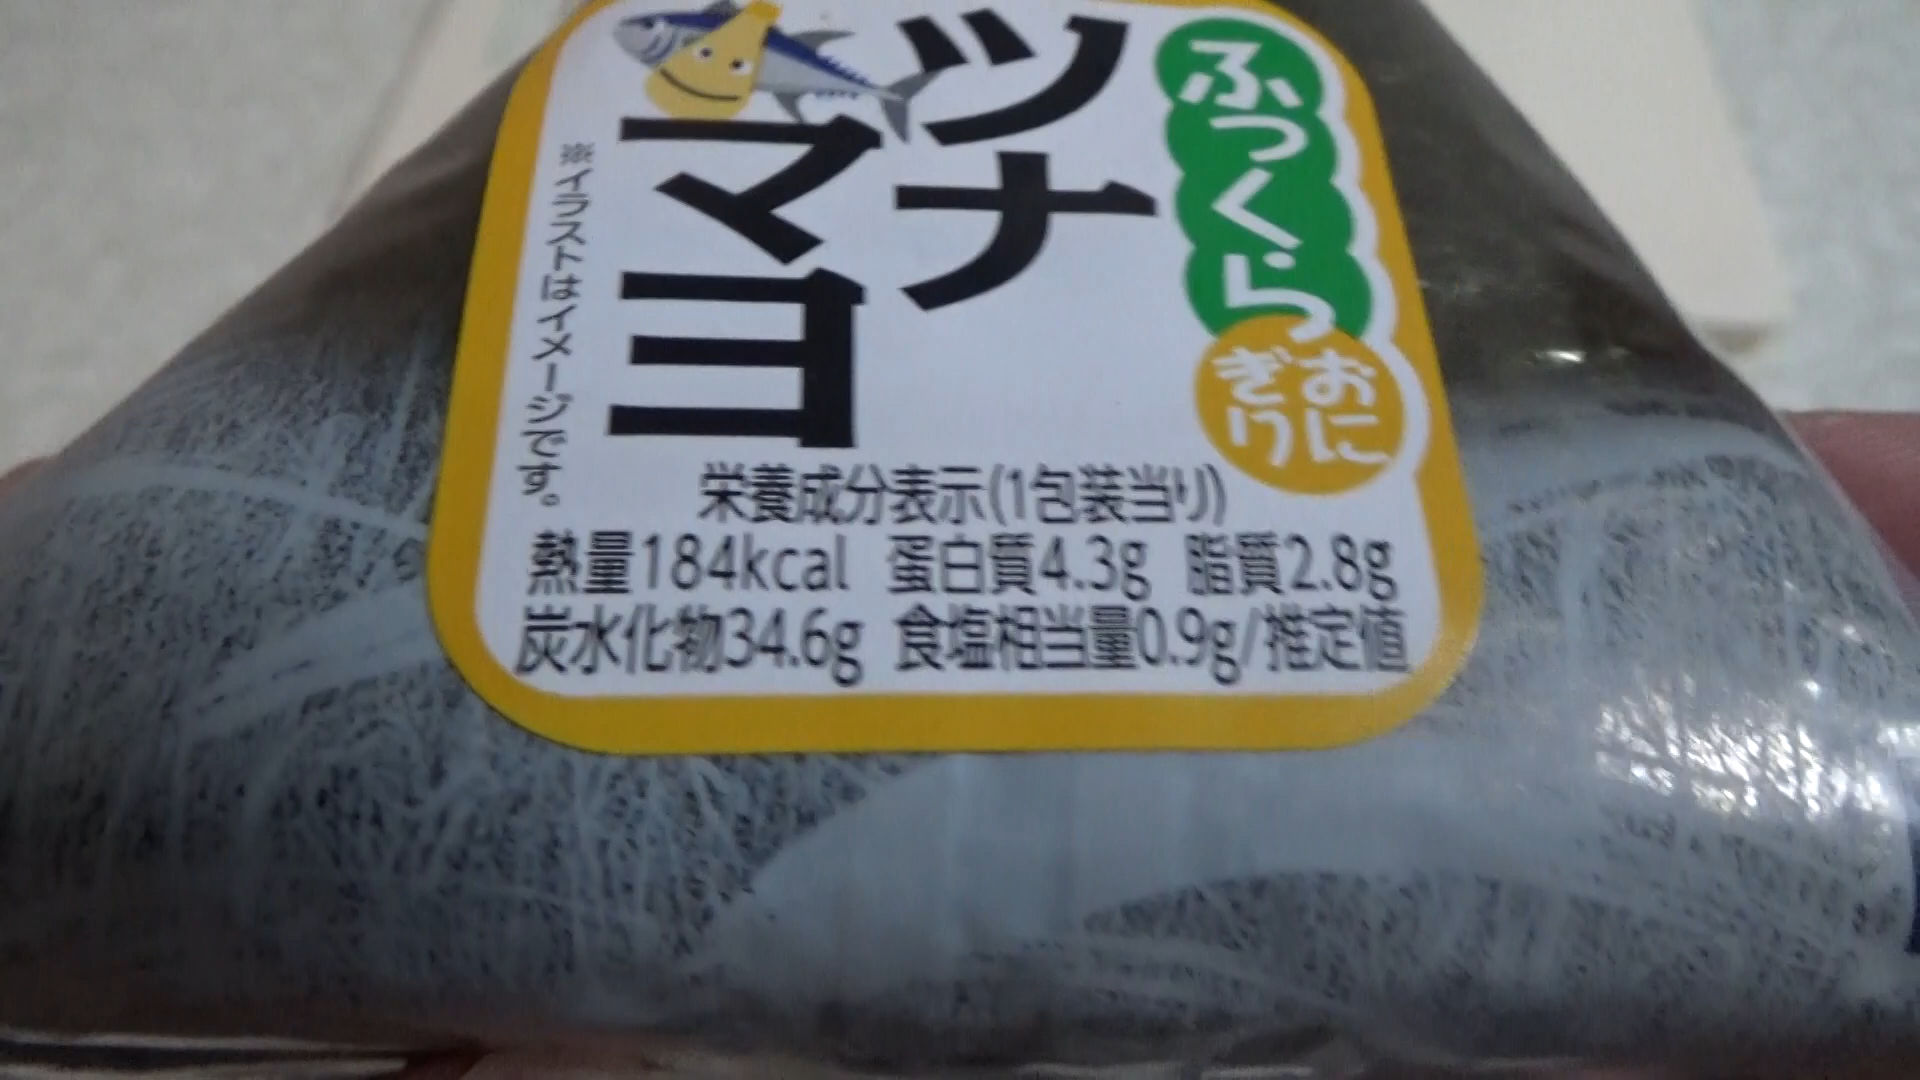 ふっくら
おにぎり
ツナ
マヨ
※イラストはイメージです。
栄養成分表示(1包装当り)
熱量184kcal 蛋白質4.3g 脂質2.8g
炭水化物34.6g 食塩相当量0.9g/推定値